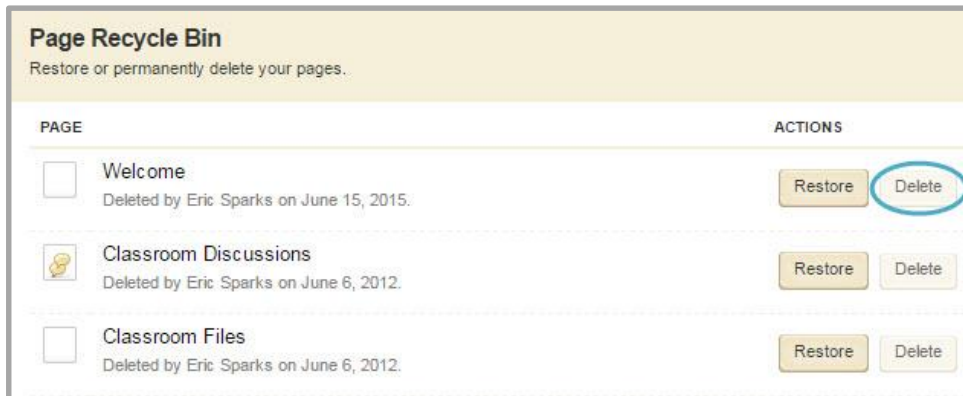 Page Recycle Bin
Restore or permanently delete your pages.
PAGE ACTIONS
Welcome
Deleted by Eric Sparks on June 15, 2015.
Restore Delete
Classroom Discussions
Deleted by Eric Sparks on June 6, 2012.
Restore Delete
Classroom Files
Deleted by Eric Sparks on June 6, 2012.
Restore Delete